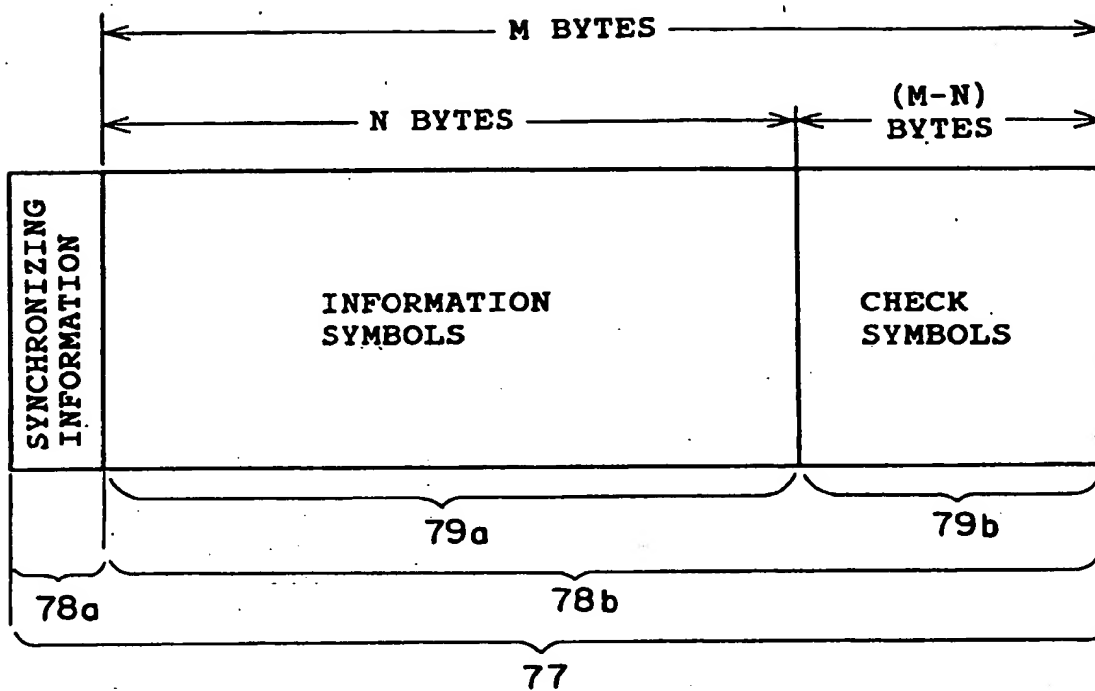 M BYTES
N BYTES
(M-N)
BYTES
SYNCHRONIZING
INFORMATION
INFORMATION
SYMBOLS
CHECK
SYMBOLS
79a
79b
78a
78b
77